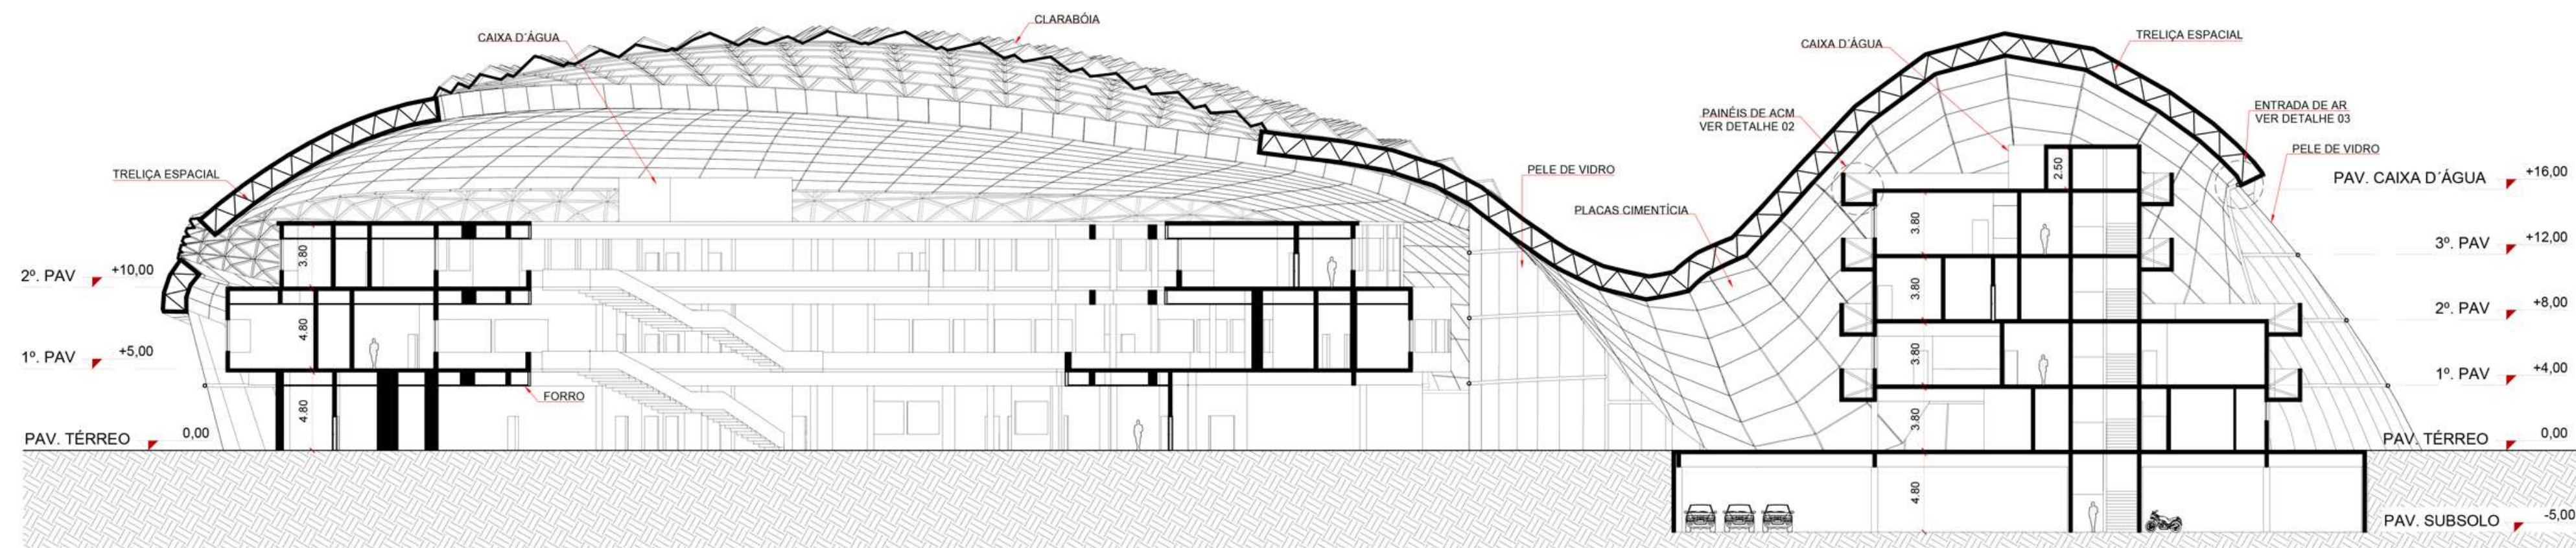 CLARABÓIA
CAIXA D´ÁGUA
TRELIÇA ESPACIAL
2º. PAV
+10,00
1º. PAV
+5,00
PAV. TÉRREO
0,00
3.80
4.80
4.80
FORRO
PELE DE VIDRO
PLACAS CIMENTÍCIA
PAINÉIS DE ACM
VER DETALHE 02
CAIXA D´ÁGUA
TRELIÇA ESPACIAL
ENTRADA DE AR
VER DETALHE 03
PELE DE VIDRO
2.50
3.80
3.80
3.80
3.80
4.80
PAV. CAIXA D´ÁGUA
+16,00
3º. PAV
+12,00
2º. PAV
+8,00
1º. PAV
+4,00
PAV. TÉRREO
0,00
PAV. SUBSOLO
-5,00